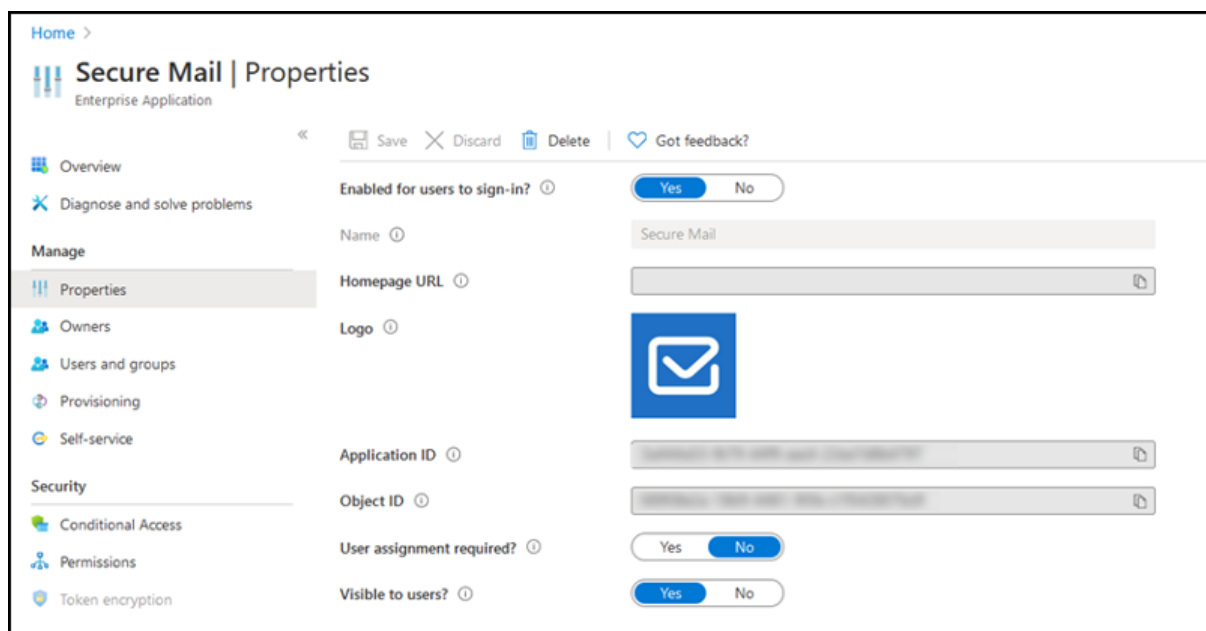 Home >
Secure Mail | Properties
Enterprise Application
«
Save Discard Delete Got feedback?
Overview
Diagnose and solve problems
Manage
Properties
Owners
Users and groups
Provisioning
Self-service
Security
Conditional Access
Permissions
Token encryption
Enabled for users to sign-in? Yes No
Name Secure Mail
Homepage URL
Logo
Application ID
Object ID
User assignment required? Yes No
Visible to users? Yes No